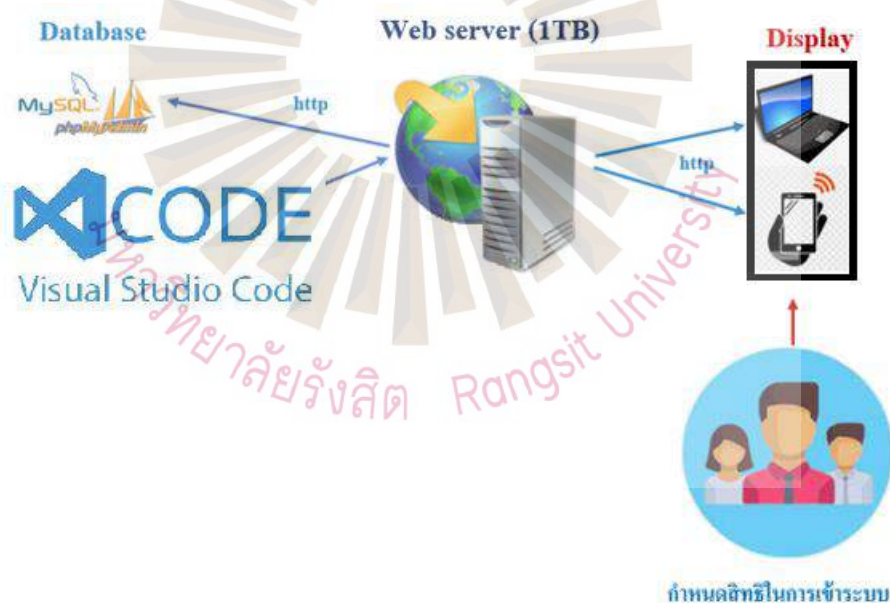 Database
Web server (1TB)
Display
MySQL
phpMyAdmin
http
http
CODE
Visual Studio Code
มหาวิทยาลัยรังสิต Rangsit University
กำหนดสิทธิในการเข้าระบบ